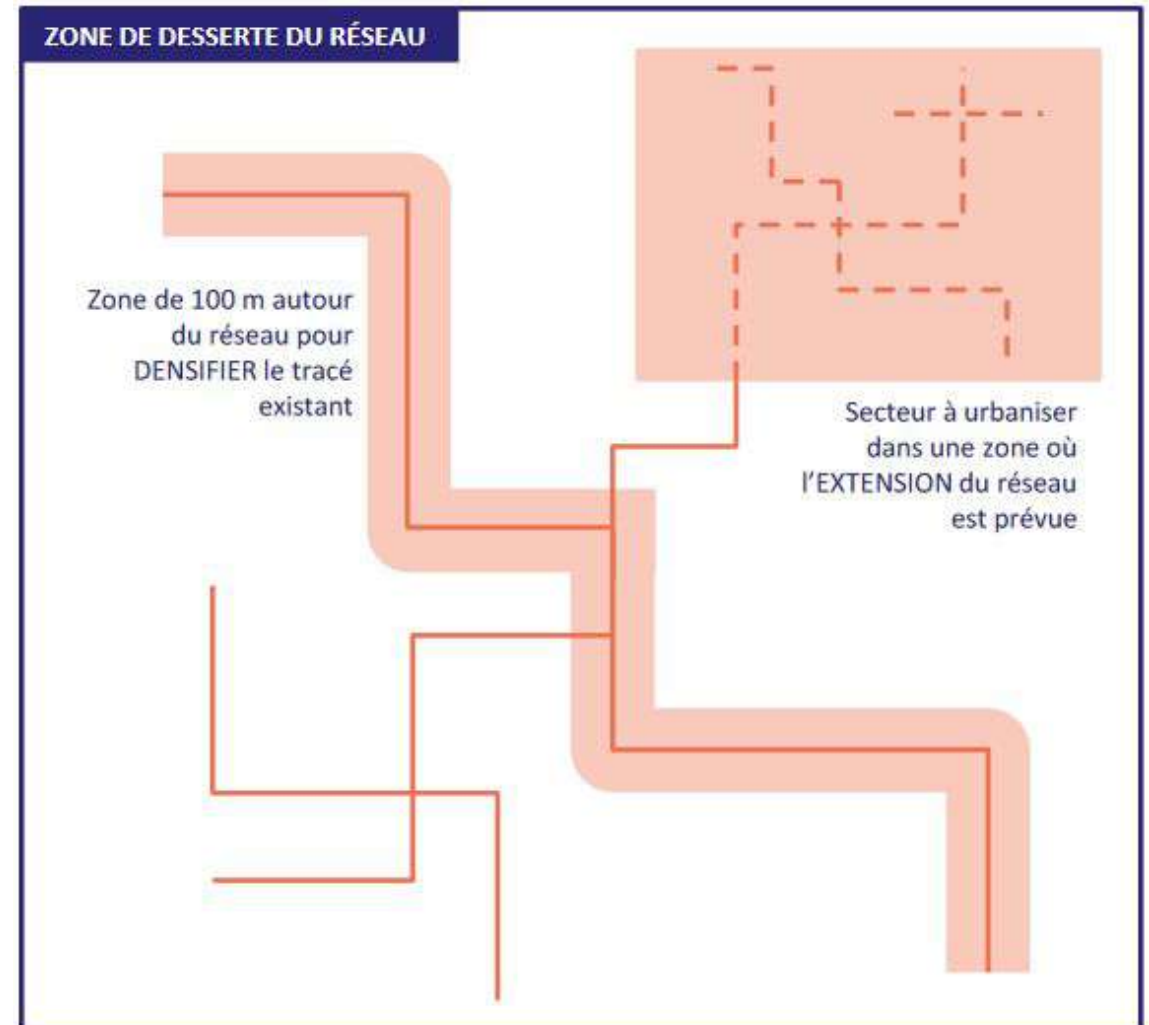 ZONE DE DESSERTE DU RÉSEAU
Zone de 100 m autour
du réseau pour
DENSIFIER le tracé
existant
Secteur à urbaniser
dans une zone où
l’EXTENSION du réseau
est prévue